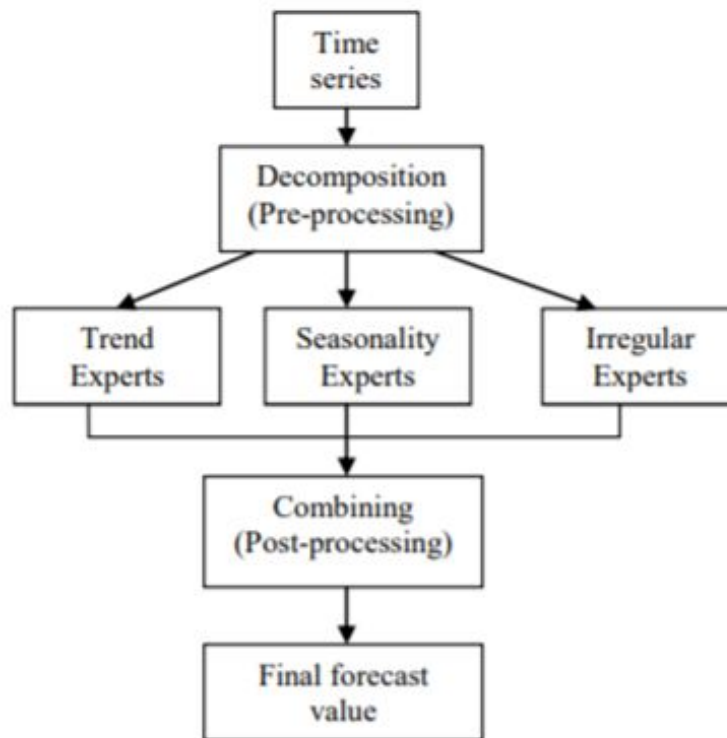 Time
series
Decomposition
(Pre-processing)
Trend
Experts
Seasonality
Experts
Irregular
Experts
Combining
(Post-processing)
Final forecast
value